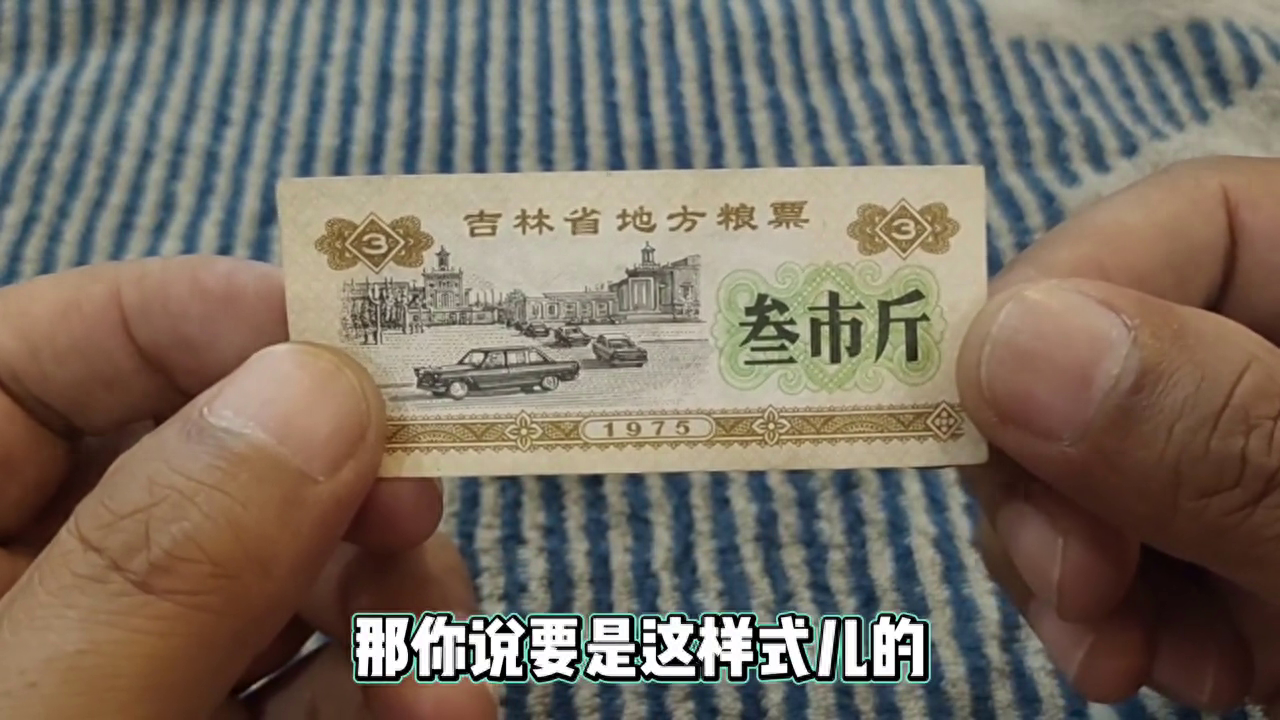 吉林省地方粮票
3
3
叁市斤
1975
那你说要是这样式儿的